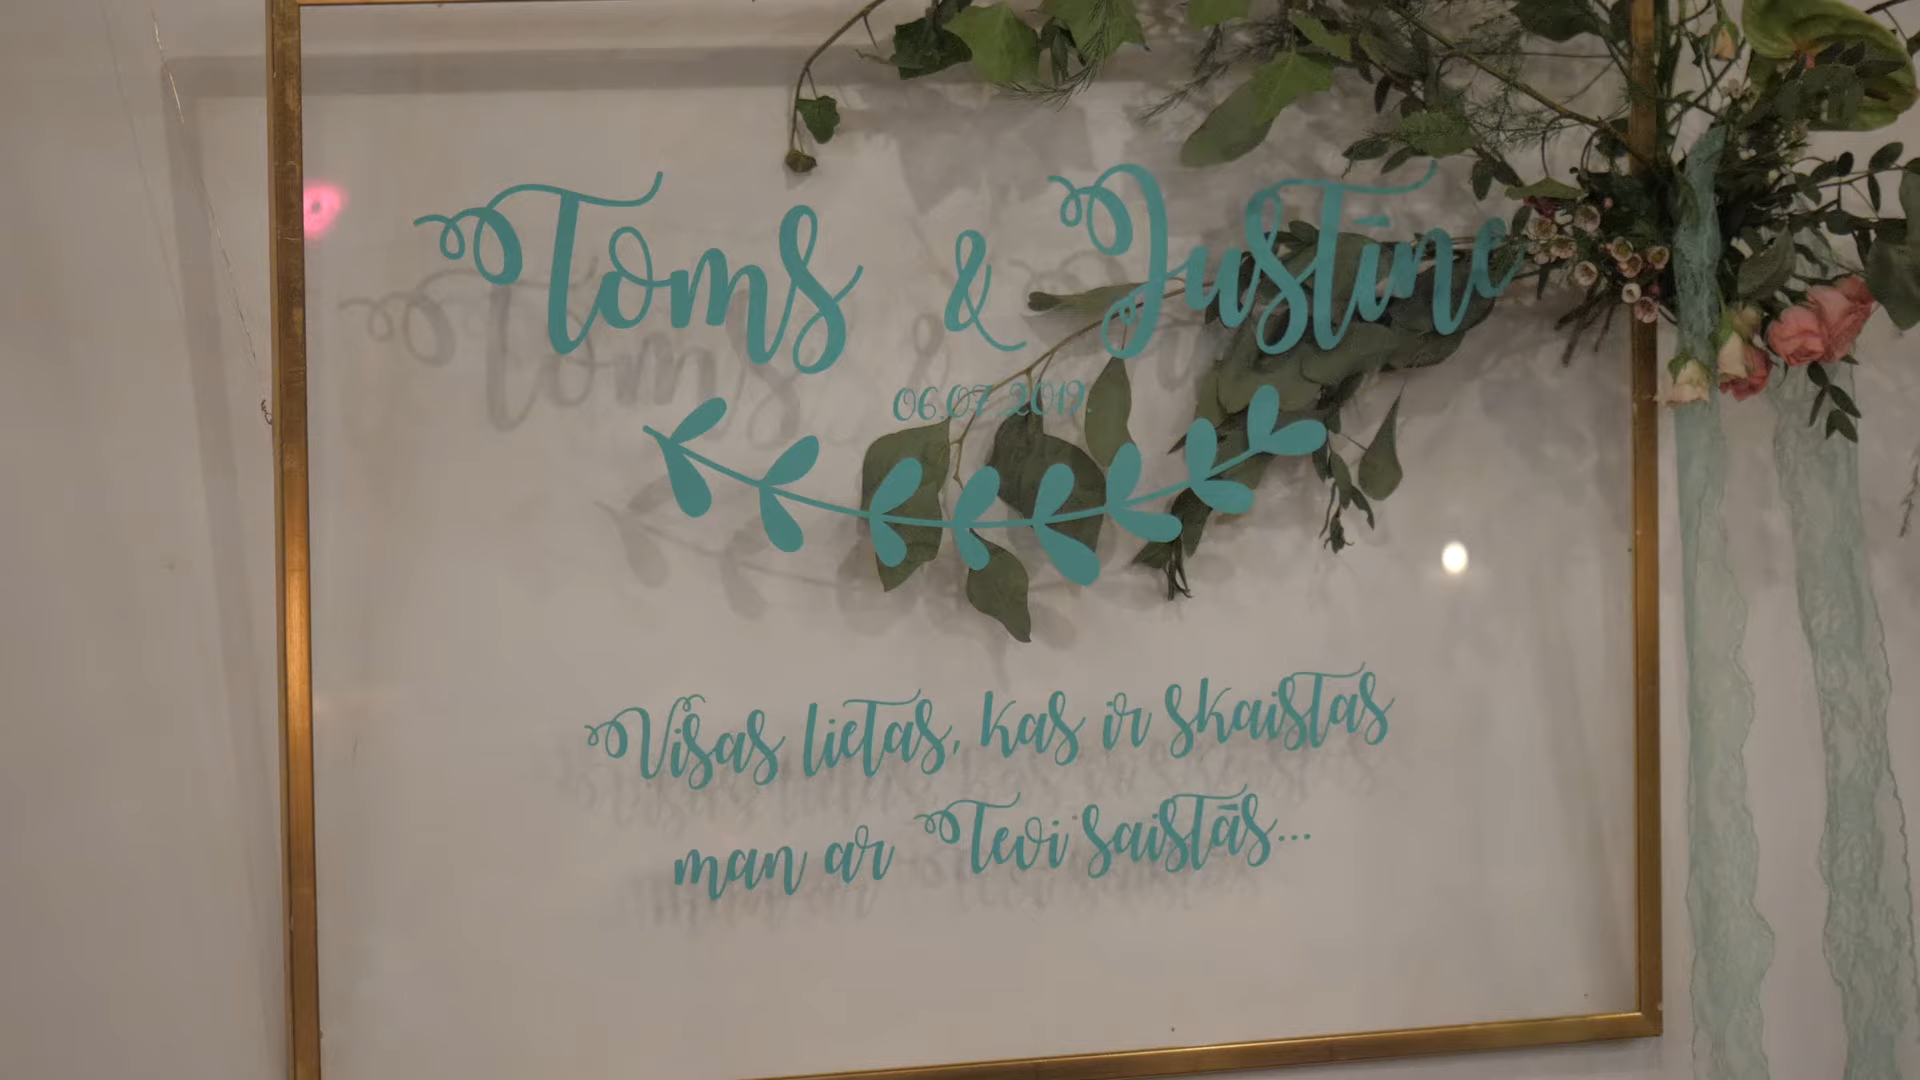 Toms & Justīne
06.07.2019.
Visas lietas, kas ir skaistas
man ar Tevi saistās...